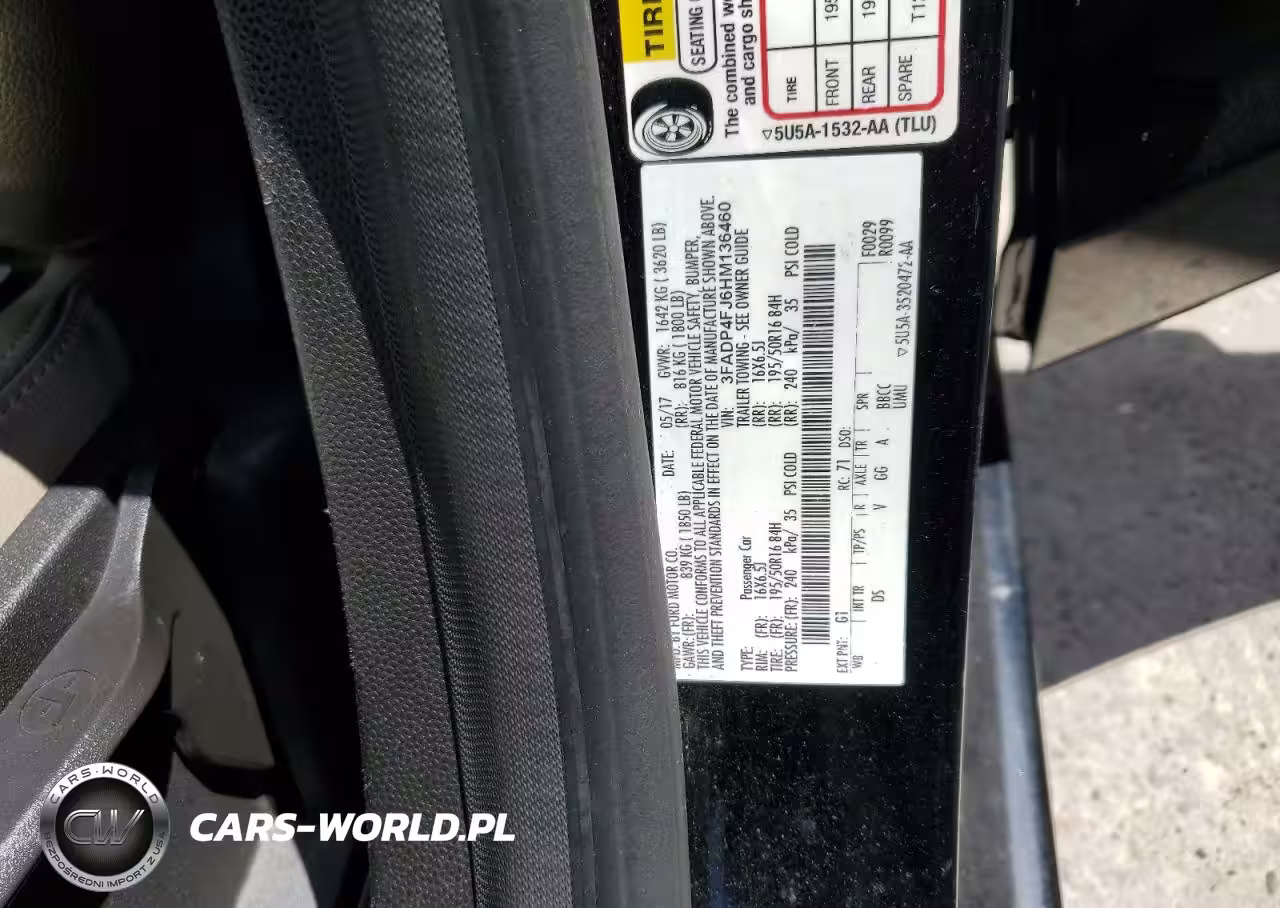 TIRE
SEATING
The combined
and cargo
TIRE
FRONT
REAR
SPARE
▽5U5A-1532-AA (TLU)
MFD. BY FORD MOTOR CO.
DATE: 05/17 GVWR: 1642 KG ( 3620 LB)
GAWR: (FR): 839 KG ( 1850 LB) (RR): 816 KG ( 1800 LB)
THIS VEHICLE CONFORMS TO ALL APPLICABLE FEDERAL MOTOR VEHICLE SAFETY, BUMPER,
AND THEFT PREVENTION STANDARDS IN EFFECT ON THE DATE OF MANUFACTURE SHOWN ABOVE.
VIN: 3FADP4FJ6HM136460
TYPE: Passenger Car TRAILER TOWING - SEE OWNER GUIDE
RIM: (FR): 16X6.5J (RR): 16X6.5J
TIRE: (FR): 195/50R16 84H (RR): 195/50R16 84H
PRESSURE: (FR): 240 kPa/ 35 PSI COLD (RR): 240 kPa/ 35 PSI COLD
EXT PNT: G1 RC: 71 DSO: F0029
WB INT TR TP/PS R AXLE TR SPR R0099
DS V GG A BBCC
UMU
▽5U5A-3520472-AA
CARS-WORLD
CW
BEZPOŚREDNI IMPORT Z USA
CARS-WORLD.PL